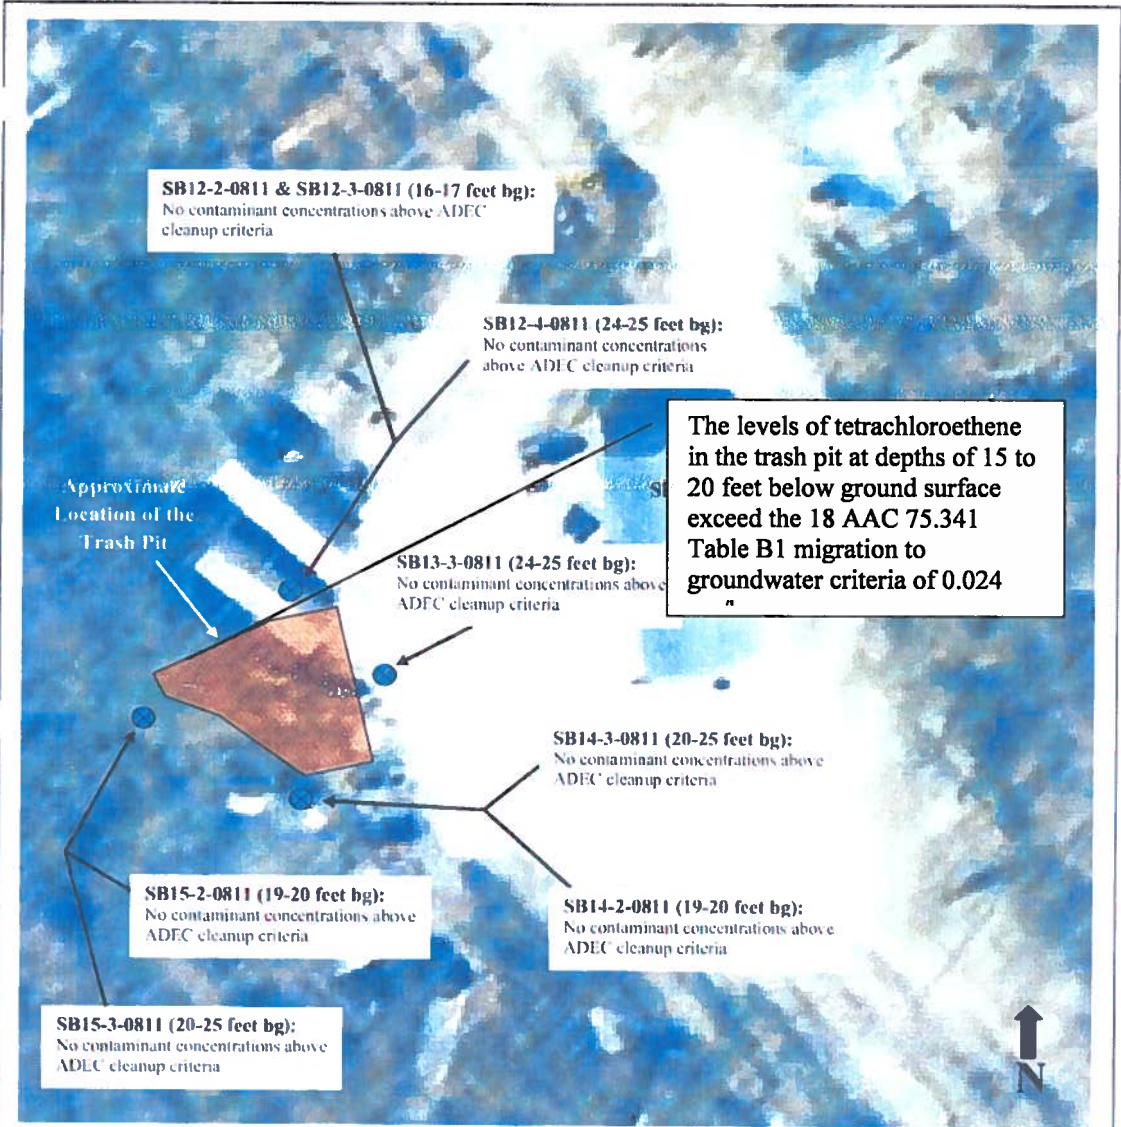 SB12-2-0811 & SB12-3-0811 (16-17 feet bg):
No contaminant concentrations above ADEC
cleanup criteria
SB12-4-0811 (24-25 feet bg):
No contaminant concentrations
above ADEC cleanup criteria
The levels of tetrachloroethene
in the trash pit at depths of 15 to
20 feet below ground surface
exceed the 18 AAC 75.341
Table B1 migration to
groundwater criteria of 0.024
Approximate
Location of the
Trash Pit
SB13-3-0811 (24-25 feet bg):
No contaminant concentrations above
ADEC cleanup criteria
SB14-3-0811 (20-25 feet bg):
No contaminant concentrations above
ADEC cleanup criteria
SB15-2-0811 (19-20 feet bg):
No contaminant concentrations above
ADEC cleanup criteria
SB14-2-0811 (19-20 feet bg):
No contaminant concentrations above
ADEC cleanup criteria
SB15-3-0811 (20-25 feet bg):
No contaminant concentrations above
ADEC cleanup criteria
N